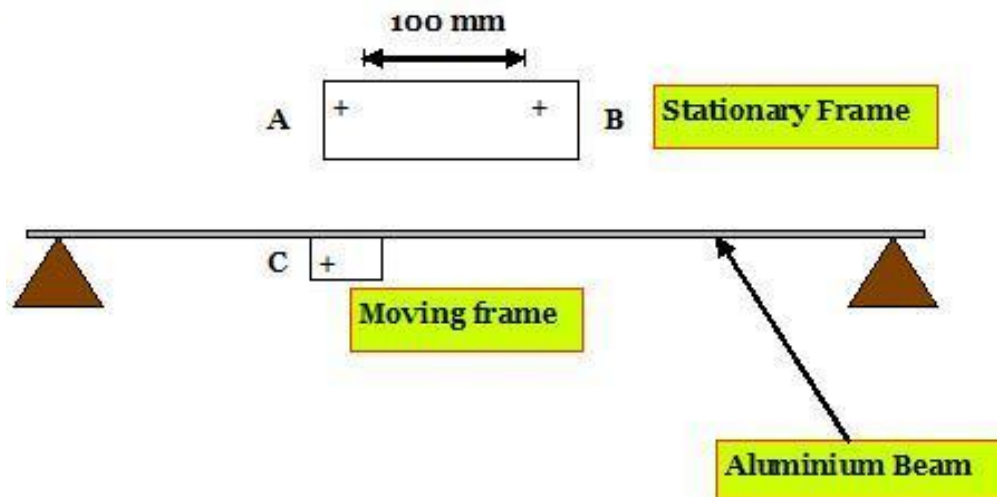 100 mm
A + + B Stationary Frame
C +
Moving frame
Aluminium Beam